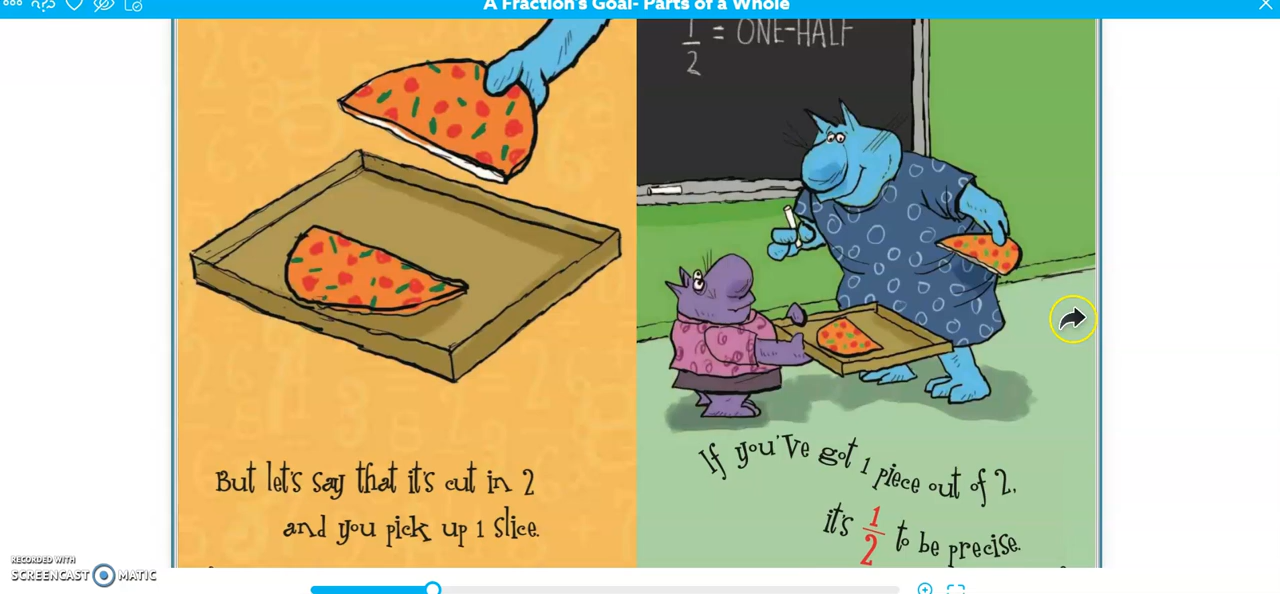 A Fraction's Goal- Parts of a Whole
1/2 = ONE-HALF
But let's say that it's cut in 2
and you pick up 1 slice.
If you've got 1 piece out of 2,
it's 1/2 to be precise.
RECORDED WITH
SCREENCAST MATIC